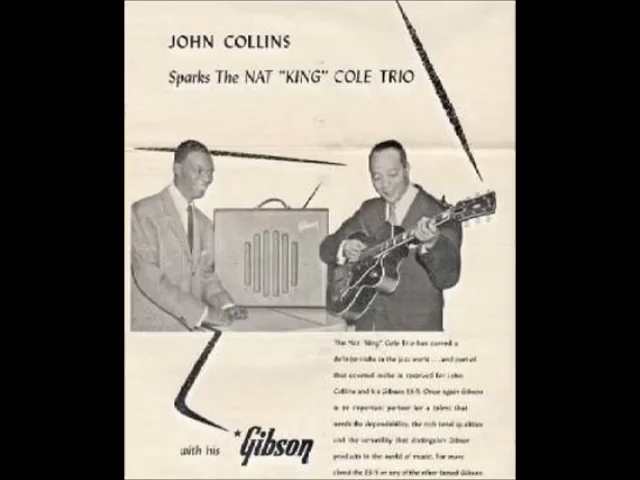 JOHN COLLINS
Sparks The NAT "KING" COLE TRIO
Gibson
The Nat "King" Cole Trio has carved a
definite niche in the jazz world ... and part of
that coveted niche is reserved for John
Collins and his Gibson ES-5. Once again Gibson
is an important partner for a talent that
needs the dependability, the rich tonal qualities
and the versatility that distinguish Gibson
products in the world of music. For more
about the ES-5 or any of the other famed Gibson
with his
*Gibson